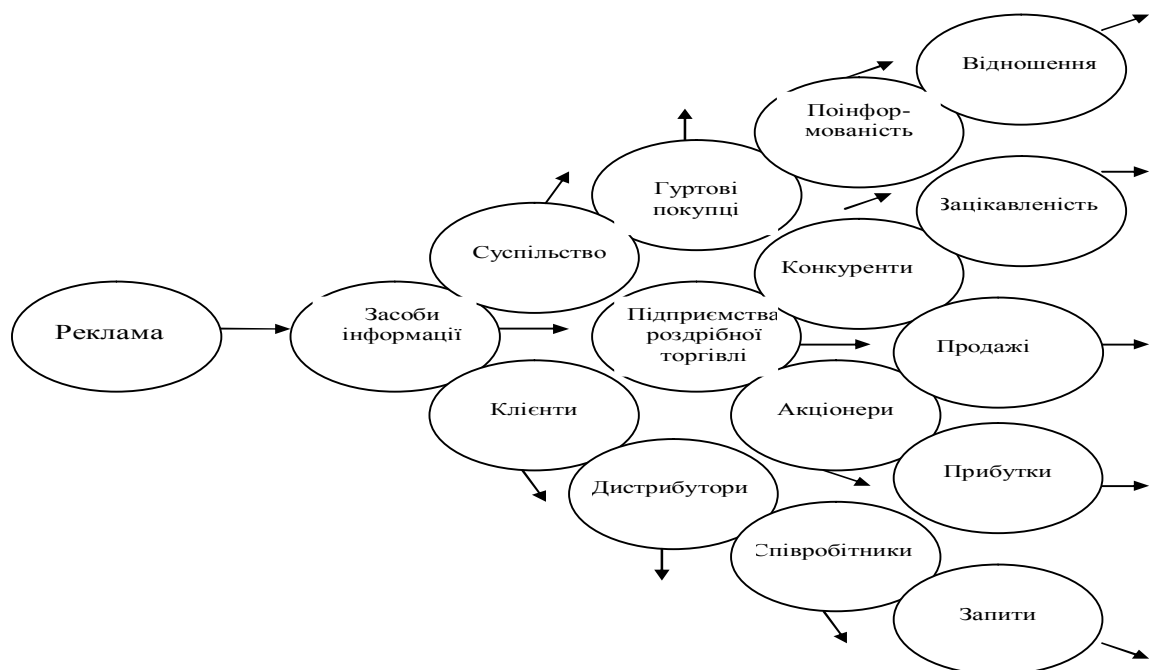 Відношення
Поінфор-
мованість
Гуртові
покупці
Зацікавленість
Суспільство
Конкуренти
Реклама
Засоби
інформації
Підприємства
роздрібної
торгівлі
Продажі
Клієнти
Акціонери
Дистрибутори
Прибутки
Співробітники
Запити